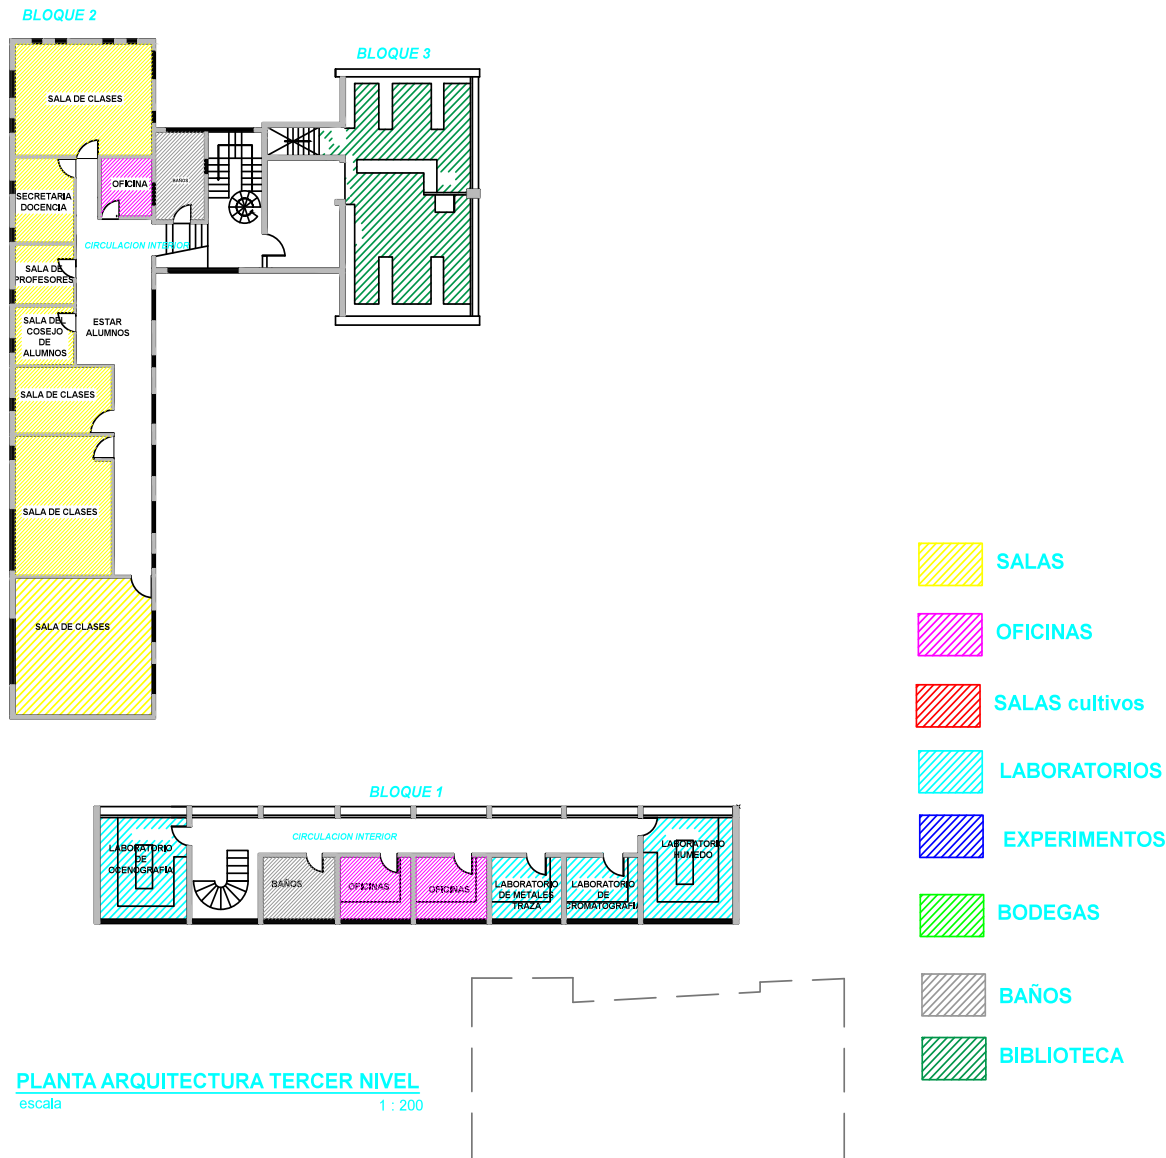 BLOQUE 2
BLOQUE 3
SALA DE CLASES
BAÑOS
OFICINA
SECRETARIA
DOCENCIA
CIRCULACION INTERIOR
SALA DE
PROFESORES
SALA DEL
COSEJO
DE
ALUMNOS
ESTAR
ALUMNOS
SALA DE CLASES
SALA DE CLASES
SALA DE CLASES
SALAS
OFICINAS
SALAS cultivos
LABORATORIOS
EXPERIMENTOS
BODEGAS
BAÑOS
BIBLIOTECA
BLOQUE 1
CIRCULACION INTERIOR
LABORATORIO
DE
OCENOGRAFIA
BAÑOS
OFICINAS
OFICINAS
LABORATORIO
DE METALES
TRAZA
LABORATORIO
DE
CROMATOGRAFIA
LABORATORIO
HUMEDO
PLANTA ARQUITECTURA TERCER NIVEL
escala 1 : 200